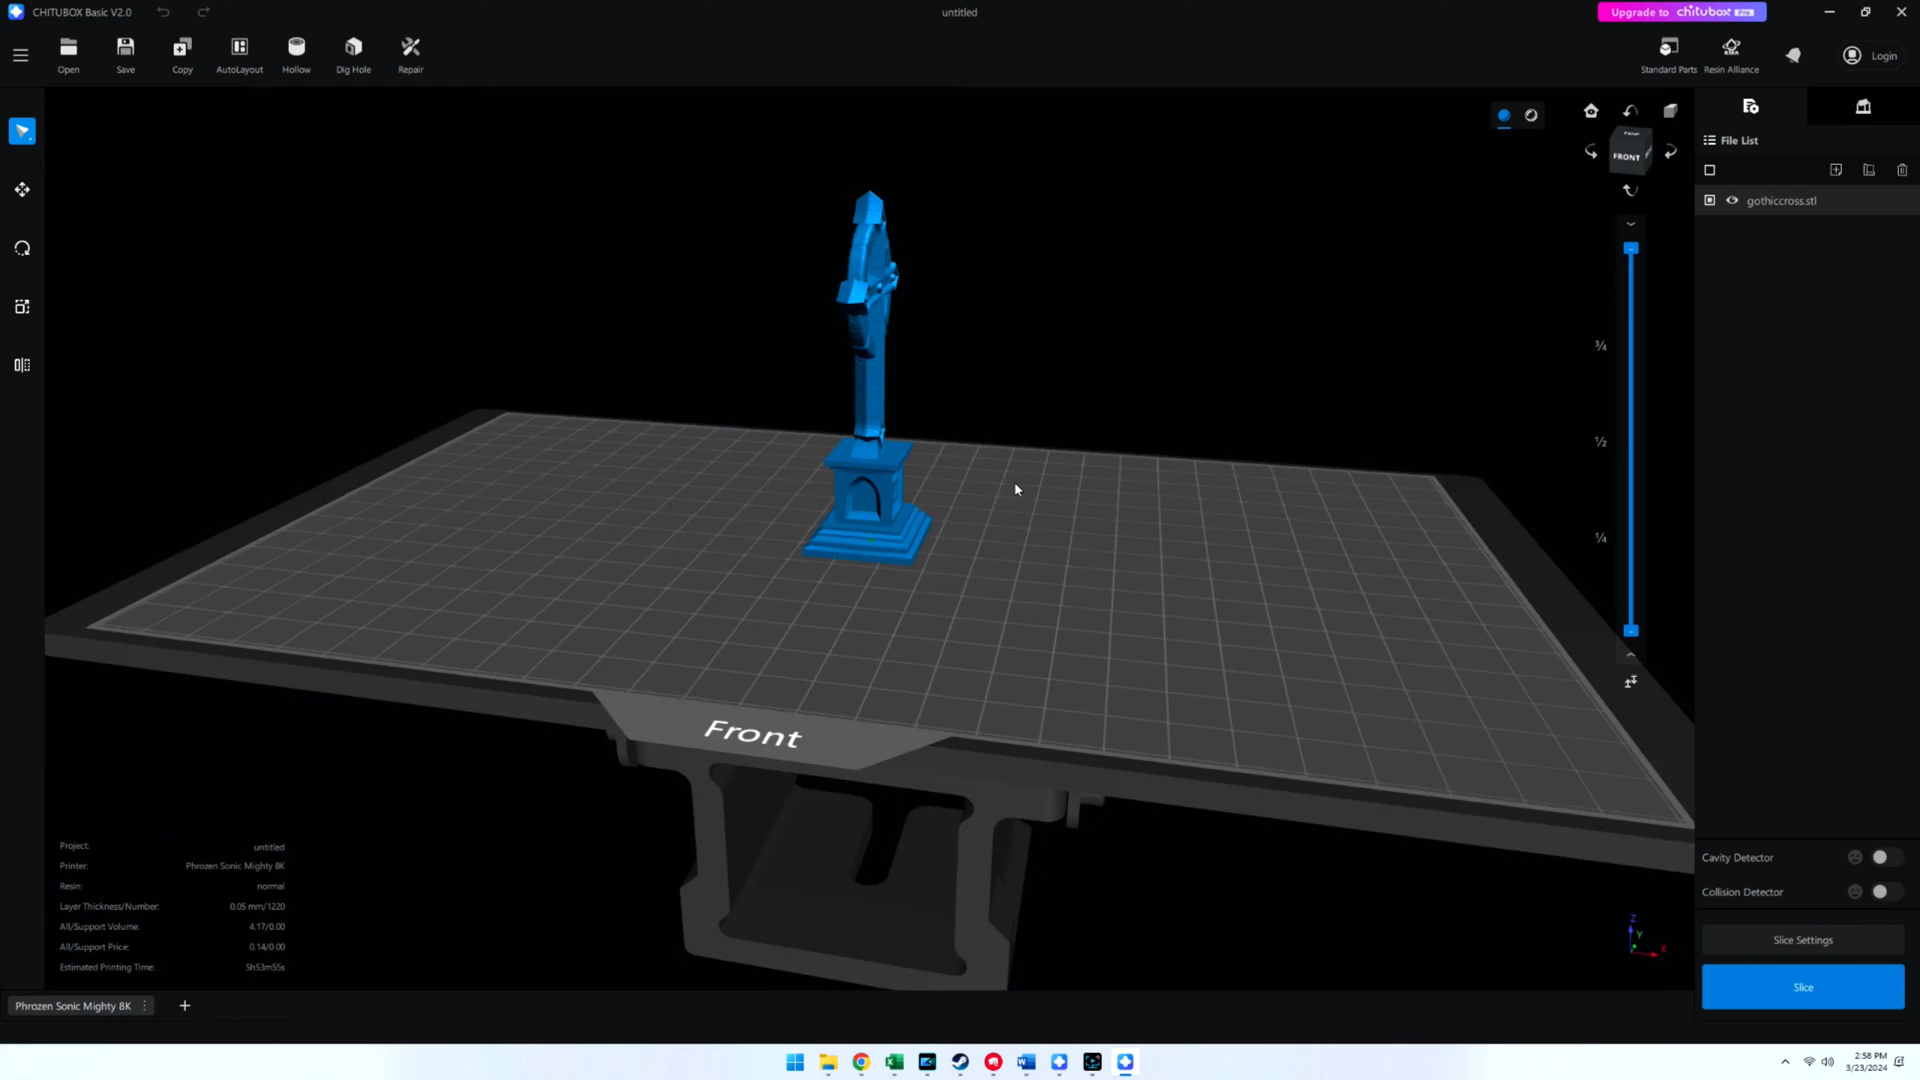 CHITUBOX Basic V2.0
untitled
Upgrade to chitubox Pro
Open
Save
Copy
AutoLayout
Hollow
Dig Hole
Repair
Standard Parts
Resin Alliance
Login
File List
FRONT
gothiccross.stl
3/4
1/2
1/4
Front
Project: untitled
Printer: Phrozen Sonic Mighty 8K
Resin: normal
Layer Thickness/Number: 0.05 mm/1220
All/Support Volume: 4.17/0.00
All/Support Price: 0.14/0.00
Estimated Printing Time: 5h53m55s
Cavity Detector
Collision Detector
Z
Y
X
Slice Settings
Slice
Phrozen Sonic Mighty 8K
2:58 PM
3/23/2024